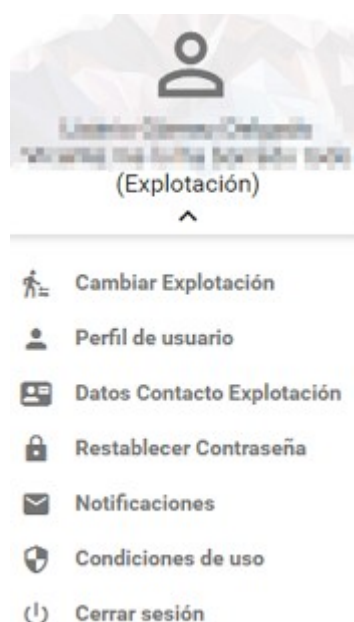 (Explotación)
Cambiar Explotación
Perfil de usuario
Datos Contacto Explotación
Restablecer Contraseña
Notificaciones
Condiciones de uso
Cerrar sesión